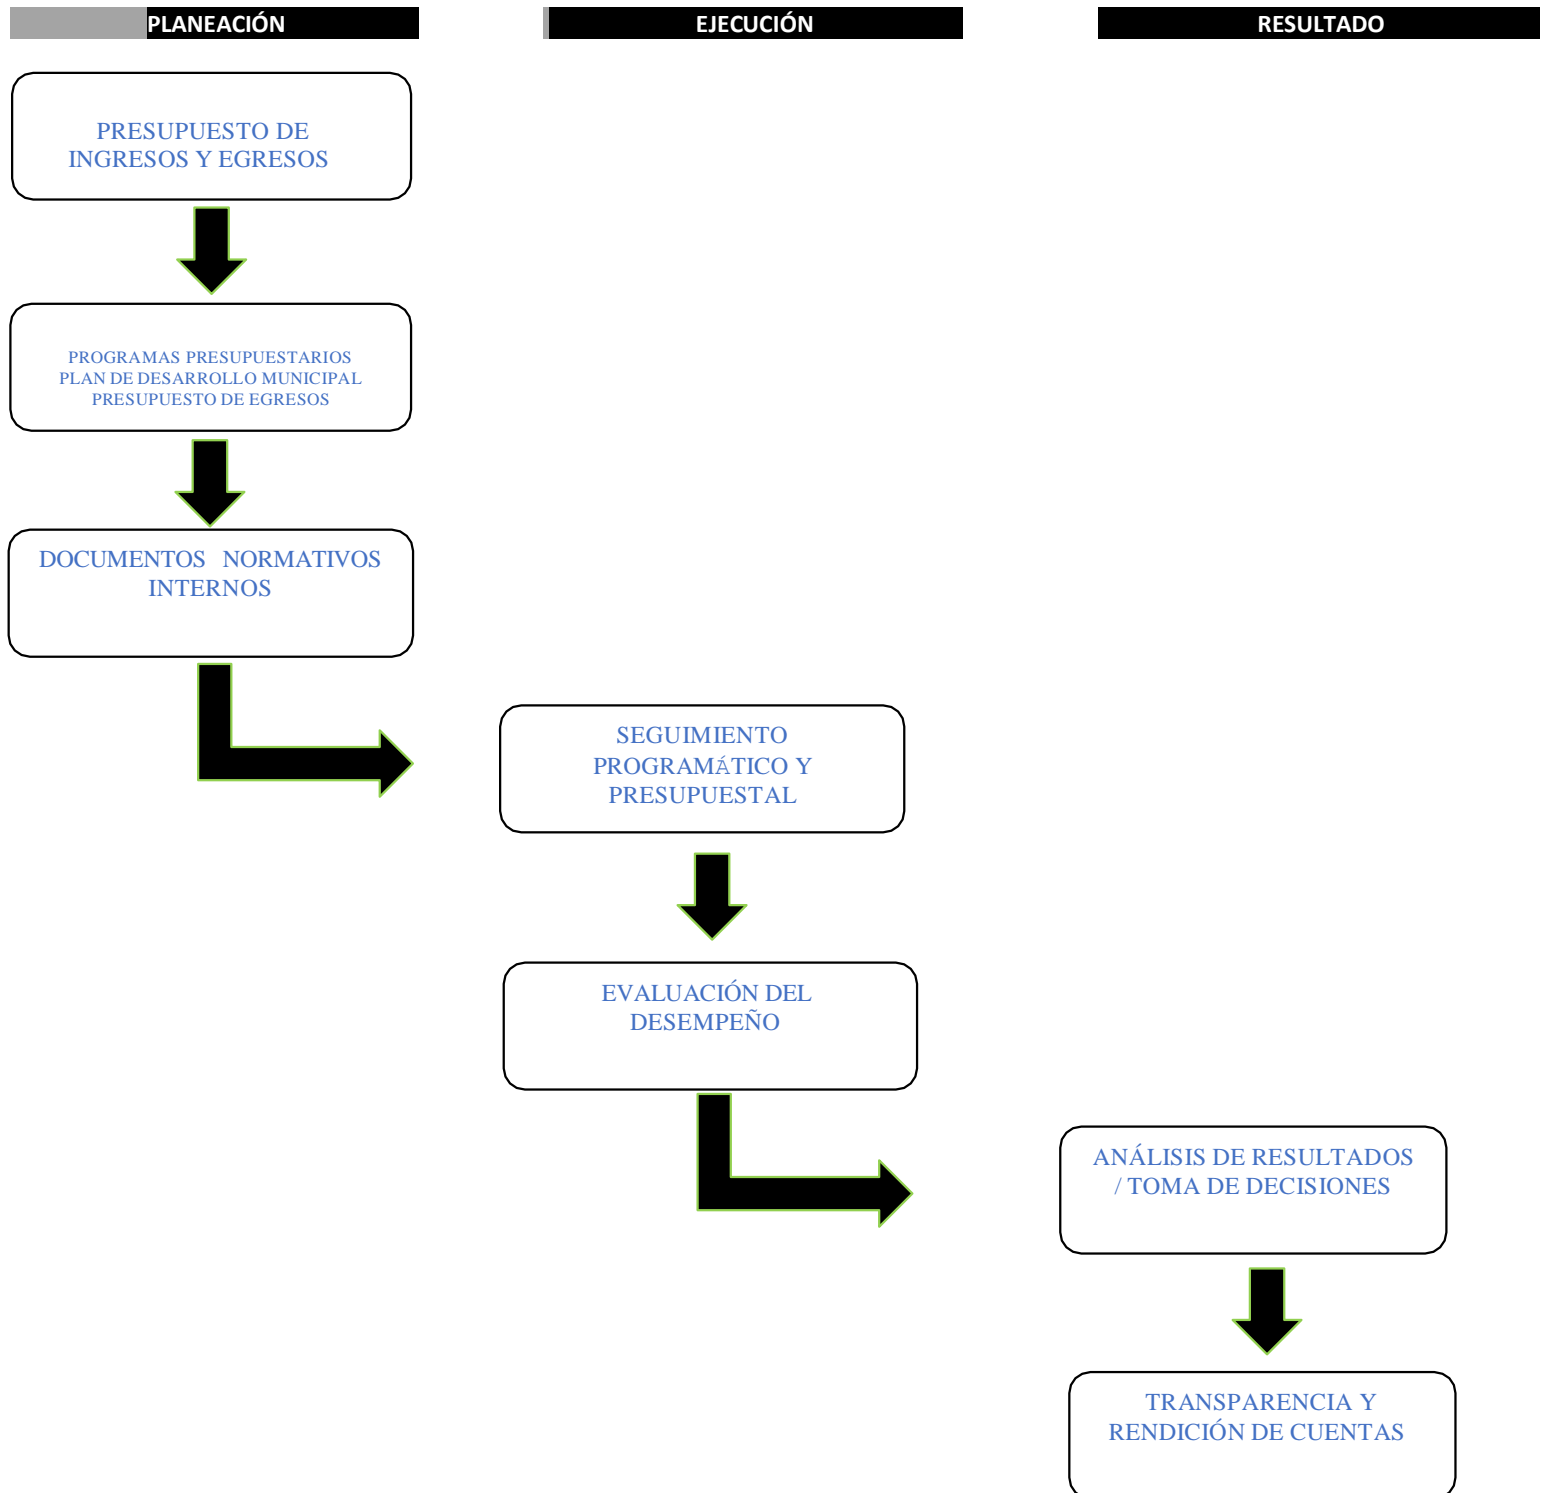 PLANEACIÓN
EJECUCIÓN
RESULTADO
PRESUPUESTO DE
INGRESOS Y EGRESOS
PROGRAMAS PRESUPUESTARIOS
PLAN DE DESARROLLO MUNICIPAL
PRESUPUESTO DE EGRESOS
DOCUMENTOS NORMATIVOS
INTERNOS
SEGUIMIENTO
PROGRAMÁTICO Y
PRESUPUESTAL
EVALUACIÓN DEL
DESEMPEÑO
ANÁLISIS DE RESULTADOS
/ TOMA DE DECISIONES
TRANSPARENCIA Y
RENDICIÓN DE CUENTAS